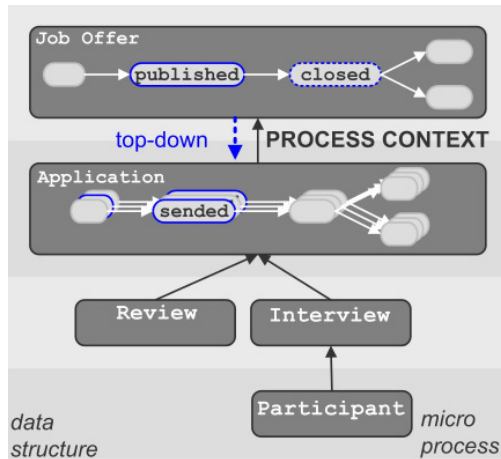 Job Offer
published
closed
top-down
PROCESS CONTEXT
Application
sended
Review
Interview
Participant
data
structure
micro
process